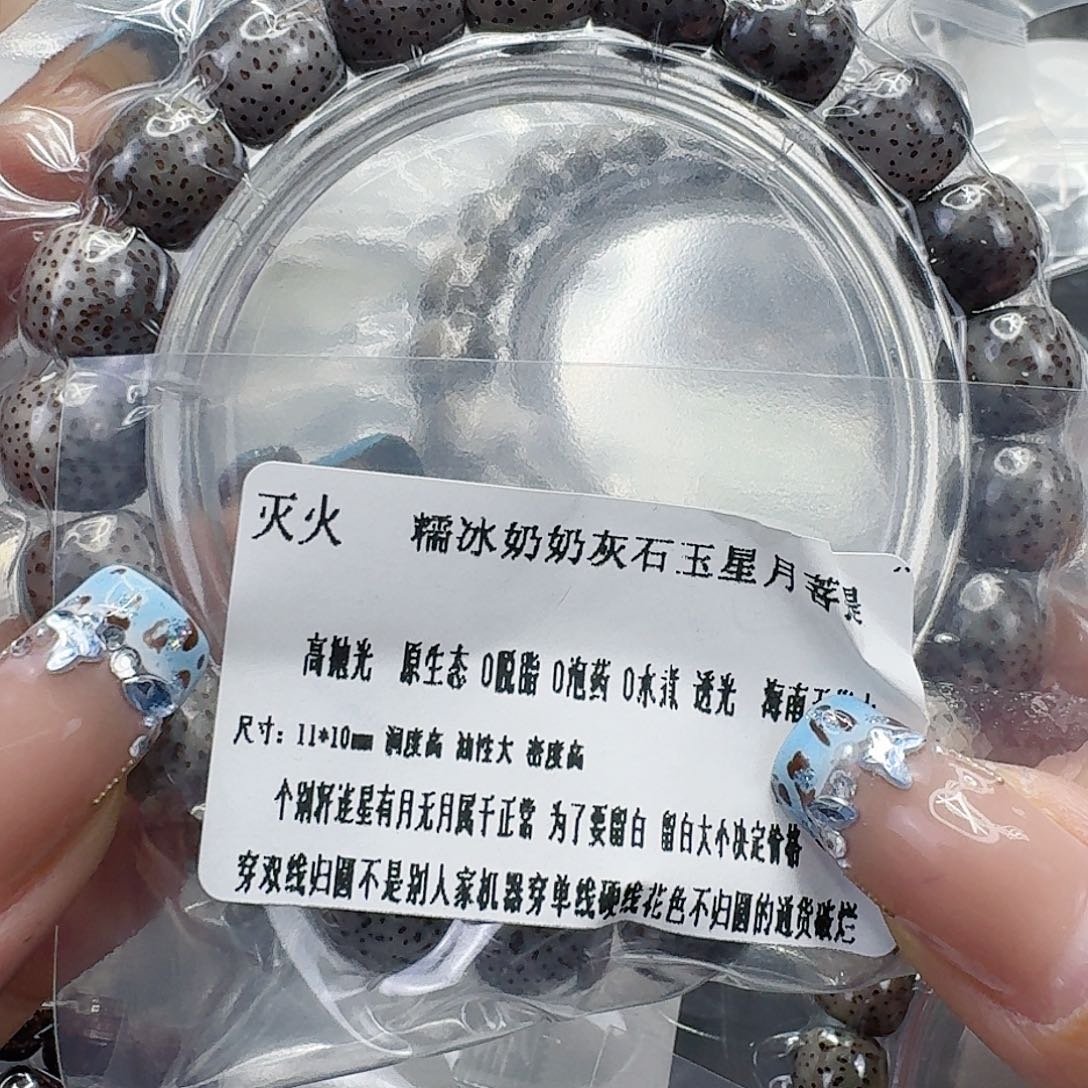 灭火 糯冰奶奶灰石玉星月菩提
高抛光 原生态 0脱脂 0泡药 0水煮 透光 海南
尺寸：11*10mm 润度高 油性大 密度高
个别轩连星有月无月属于正常 为了要留白 留白大小决定价格
穿双线归圆不是别人家机器穿单线硬线花色不归圆的通货破烂